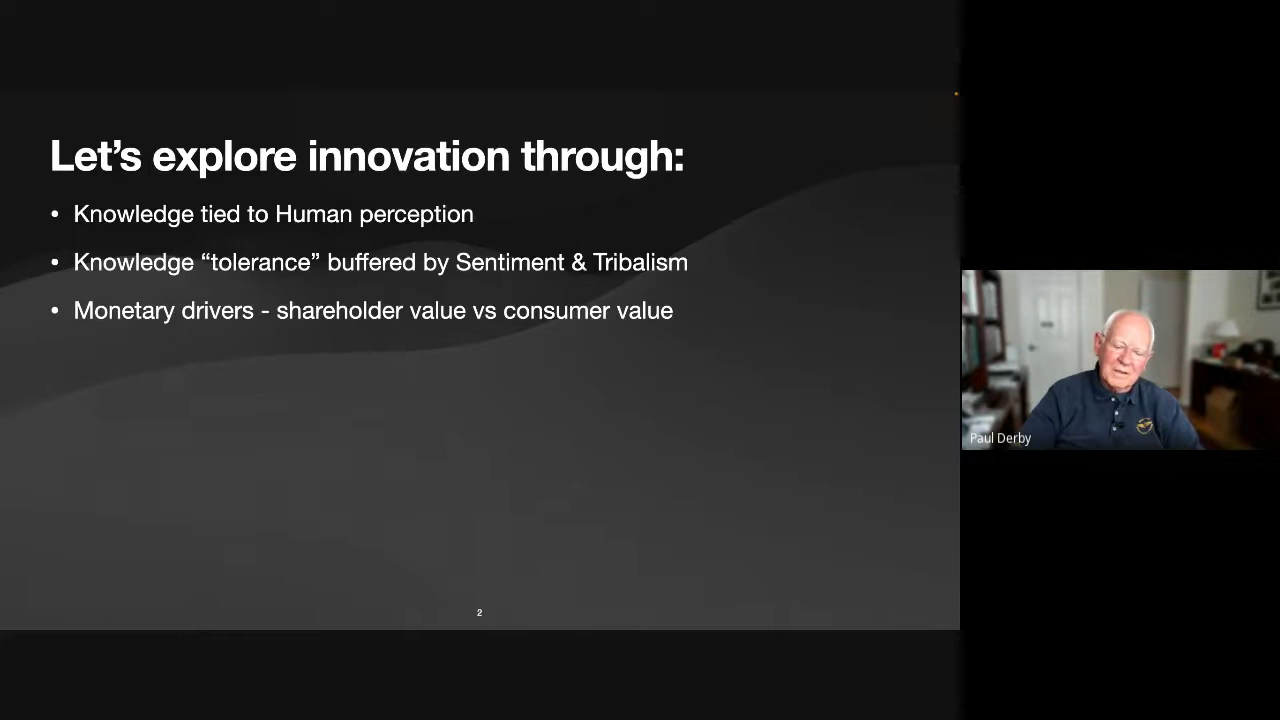 Let’s explore innovation through:
• Knowledge tied to Human perception
• Knowledge “tolerance” buffered by Sentiment & Tribalism
• Monetary drivers - shareholder value vs consumer value
2
Paul Derby